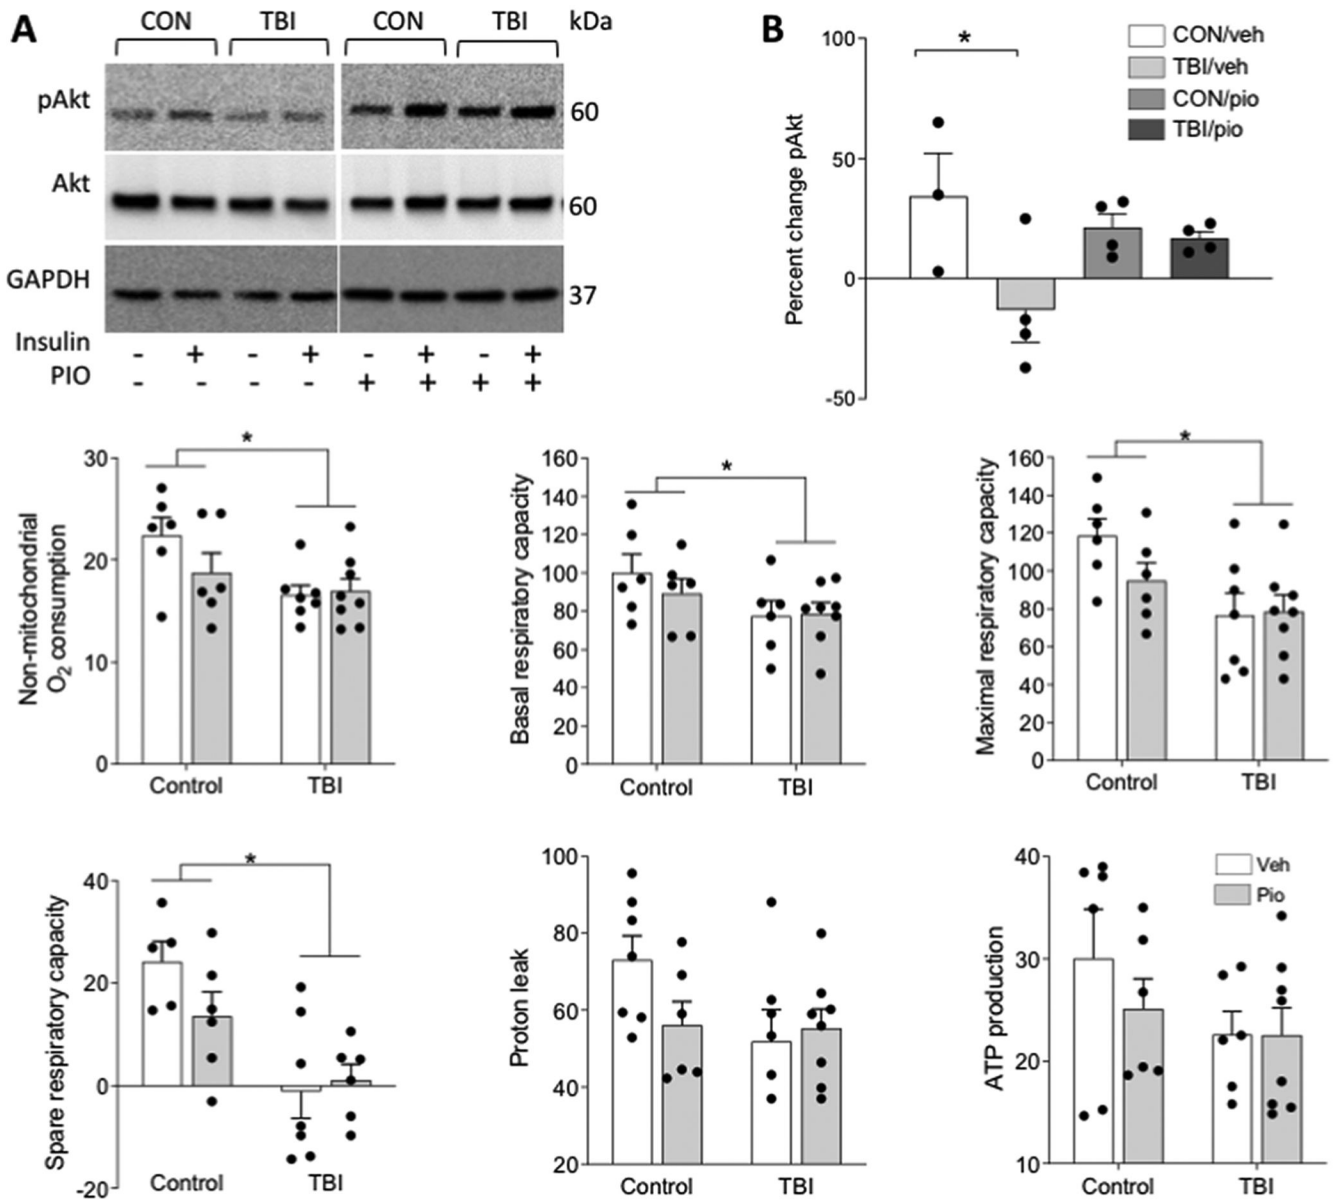 A
CON TBI CON TBI kDa
pAkt 60
Akt 60
GAPDH 37
Insulin - + - + - + - +
PIO - - - - + + + +
B
*
100
50
0
-50
Percent change pAkt
CON/veh
TBI/veh
CON/pio
TBI/pio
*
30
20
10
0
Non-mitochondrial
O2 consumption
Control TBI
*
160
140
120
100
80
60
40
20
0
Basal respiratory capacity
Control TBI
*
160
140
120
100
80
60
40
20
0
Maximal respiratory capacity
Control TBI
*
40
20
0
-20
Spare respiratory capacity
Control TBI
100
80
60
40
20
Proton leak
Control TBI
40
30
20
10
ATP production
Veh
Pio
Control TBI